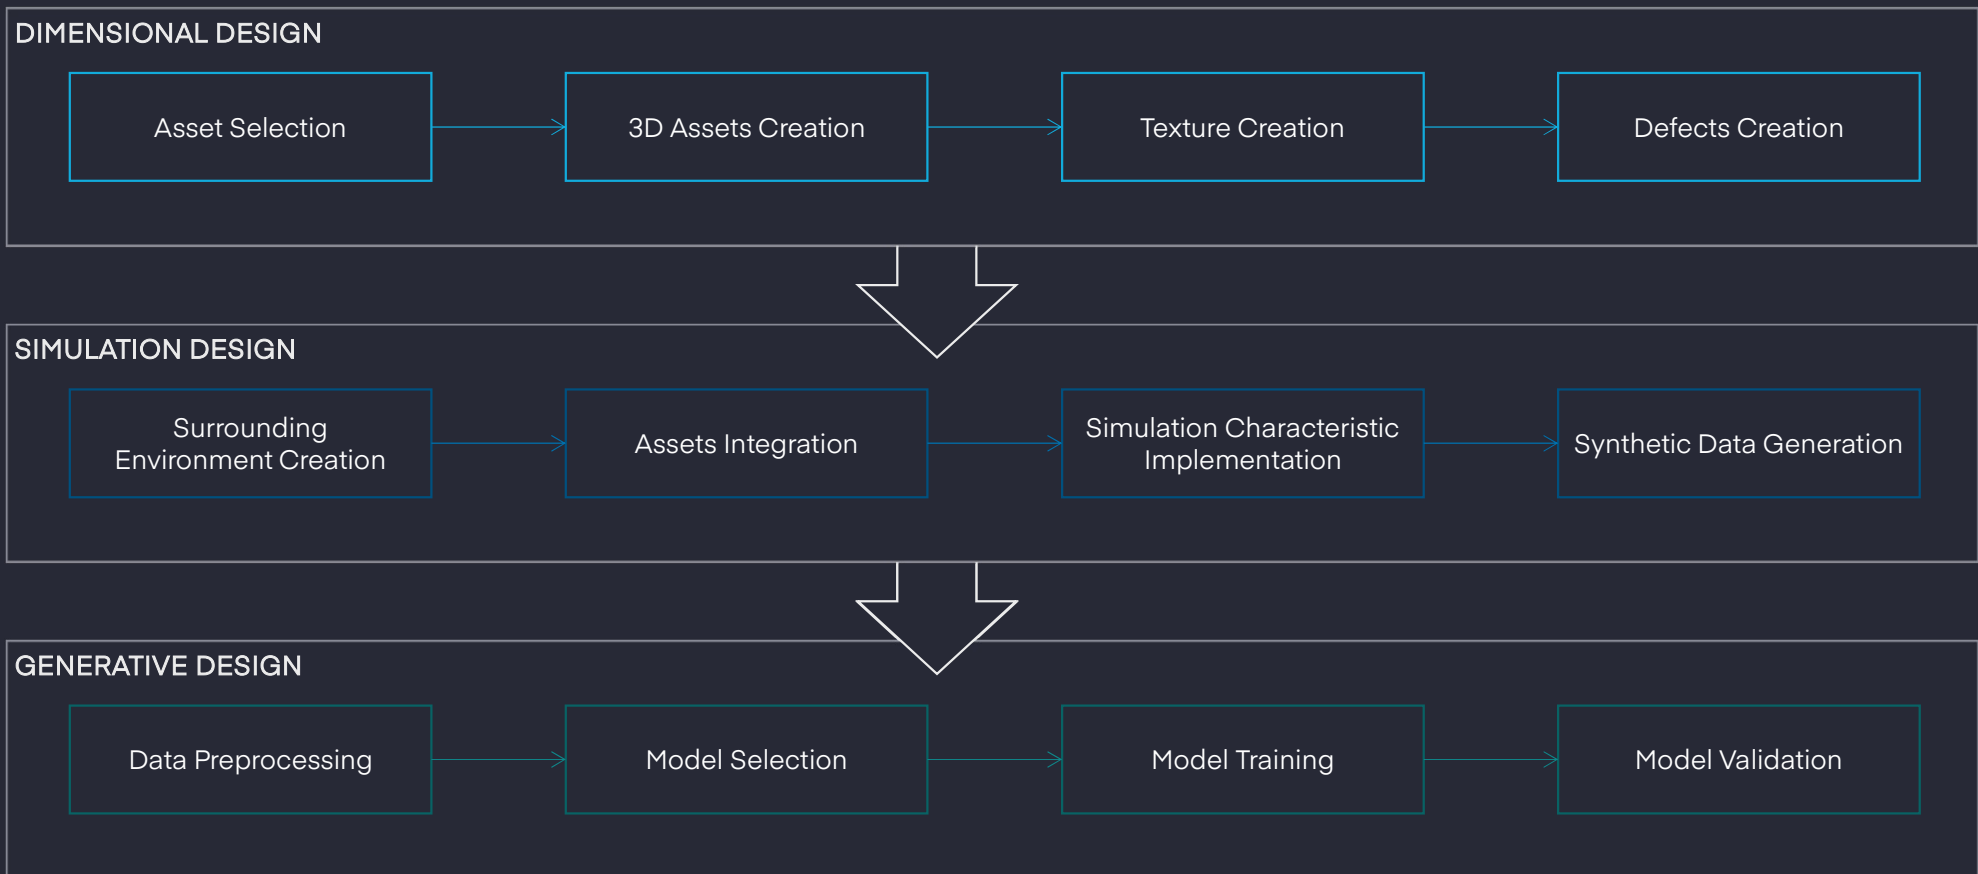 DIMENSIONAL DESIGN
Asset Selection
3D Assets Creation
Texture Creation
Defects Creation
SIMULATION DESIGN
Surrounding
Environment Creation
Assets Integration
Simulation Characteristic
Implementation
Synthetic Data Generation
GENERATIVE DESIGN
Data Preprocessing
Model Selection
Model Training
Model Validation